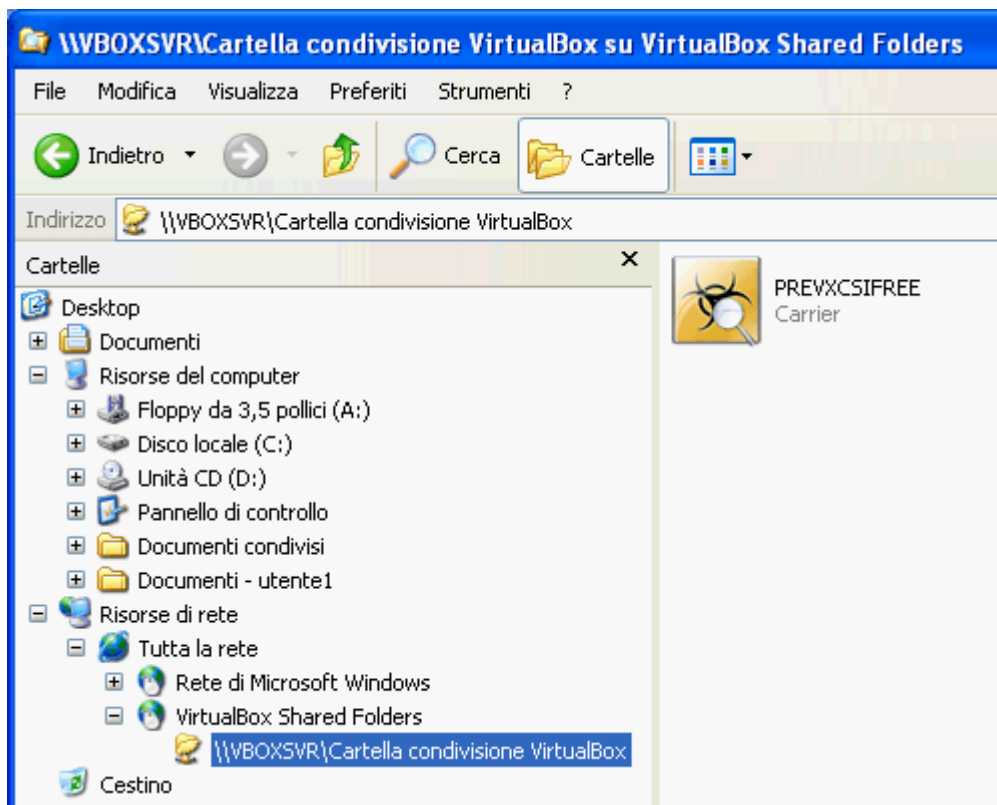 \\VBOXSVR\Cartella condivisione VirtualBox su VirtualBox Shared Folders
File Modifica Visualizza Preferiti Strumenti ?
Indietro Cerca Cartelle
Indirizzo \\VBOXSVR\Cartella condivisione VirtualBox
Cartelle
Desktop
Documenti
Risorse del computer
Floppy da 3,5 pollici (A:)
Disco locale (C:)
Unità CD (D:)
Pannello di controllo
Documenti condivisi
Documenti - utente1
Risorse di rete
Tutta la rete
Rete di Microsoft Windows
VirtualBox Shared Folders
\\VBOXSVR\Cartella condivisione VirtualBox
Cestino
PREVXCSIFREE
Carrier